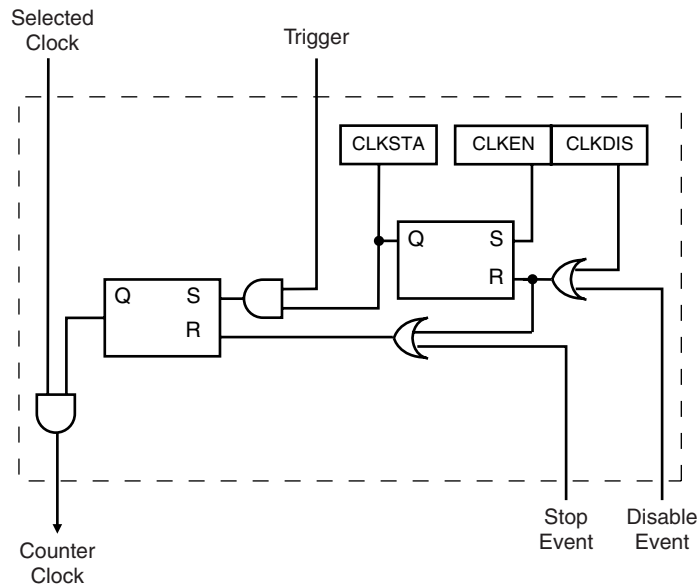 Selected
Clock
Trigger
CLKSTA
CLKEN
CLKDIS
Q
S
R
Q
S
R
Stop
Event
Disable
Event
Counter
Clock